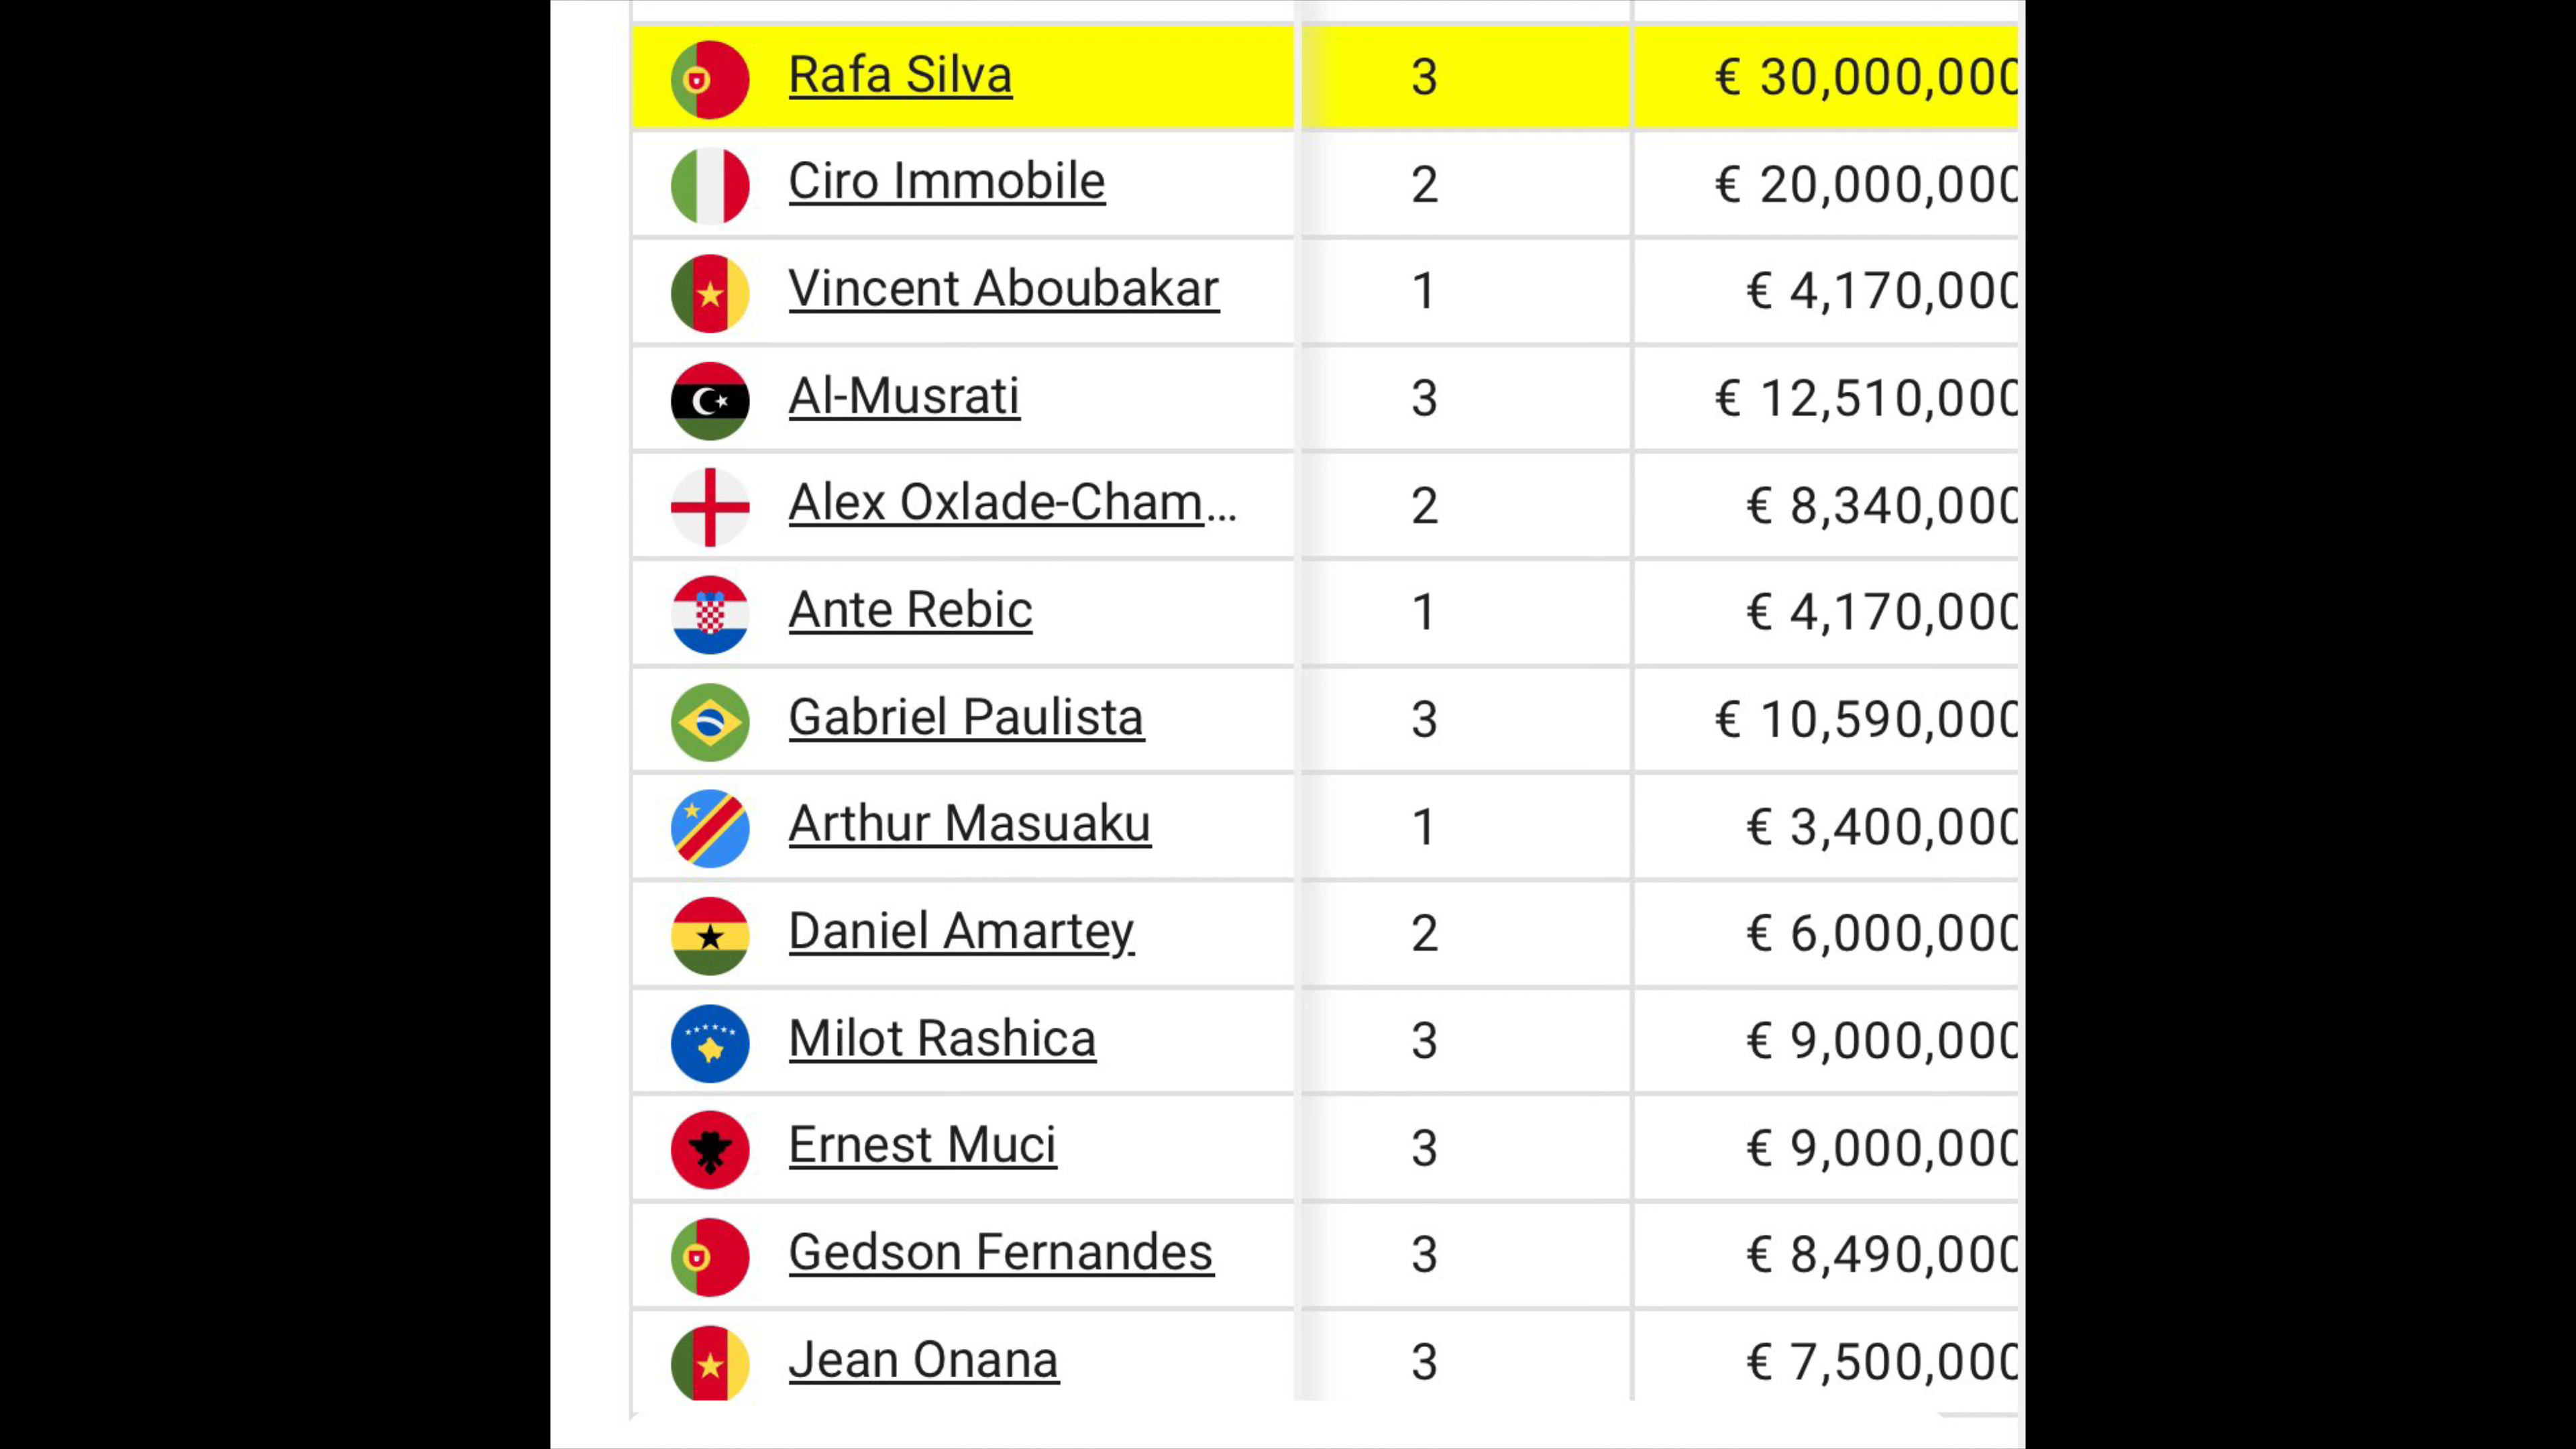 Rafa Silva 3 € 30,000,000
Ciro Immobile 2 € 20,000,000
Vincent Aboubakar 1 € 4,170,000
Al-Musrati 3 € 12,510,000
Alex Oxlade-Cham... 2 € 8,340,000
Ante Rebic 1 € 4,170,000
Gabriel Paulista 3 € 10,590,000
Arthur Masuaku 1 € 3,400,000
Daniel Amartey 2 € 6,000,000
Milot Rashica 3 € 9,000,000
Ernest Muci 3 € 9,000,000
Gedson Fernandes 3 € 8,490,000
Jean Onana 3 € 7,500,000